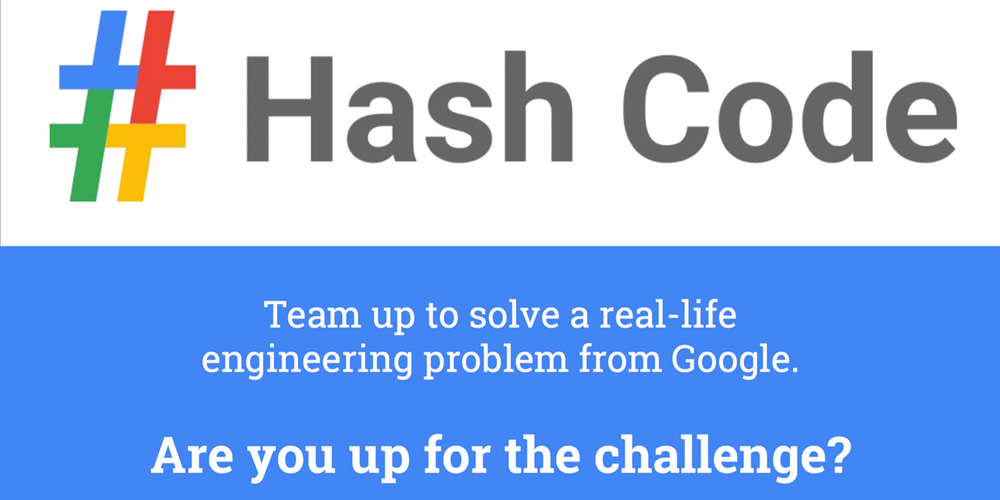 # Hash Code
Team up to solve a real-life
engineering problem from Google.
Are you up for the challenge?